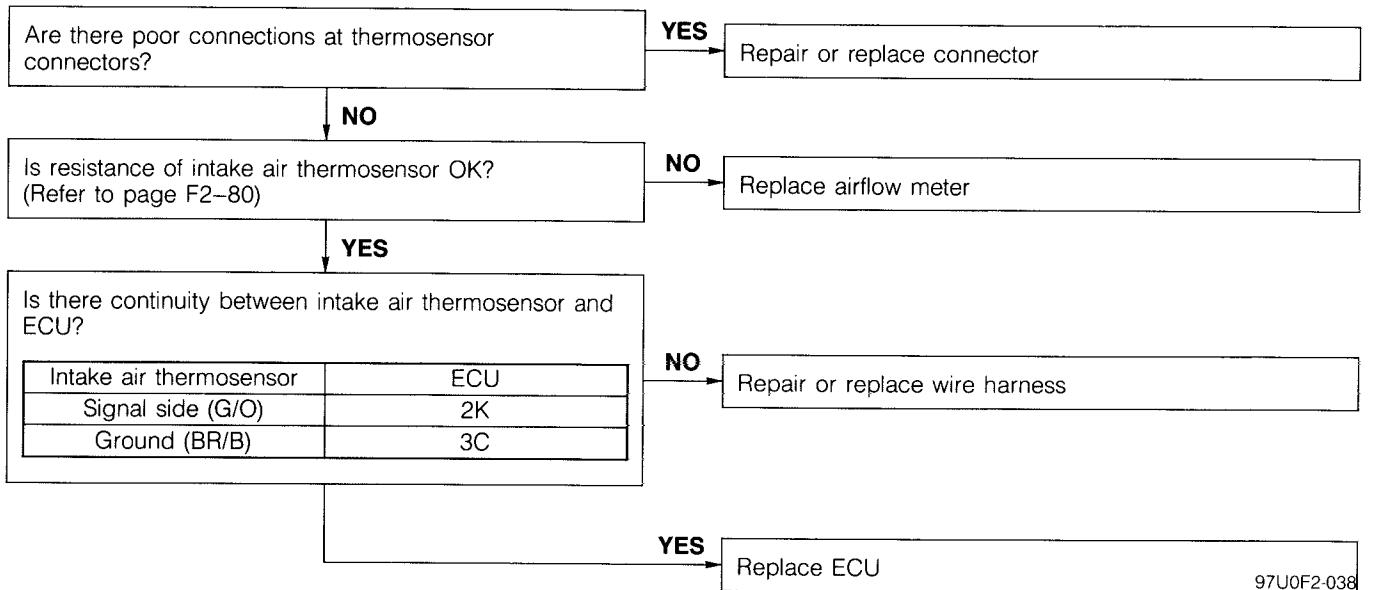 Are there poor connections at thermosensor
connectors?
YES
Repair or replace connector
NO
Is resistance of intake air thermosensor OK?
(Refer to page F2–80)
NO
Replace airflow meter
YES
Is there continuity between intake air thermosensor and
ECU?
Intake air thermosensor ECU
Signal side (G/O) 2K
Ground (BR/B) 3C
NO
Repair or replace wire harness
YES
Replace ECU
97U0F2-038